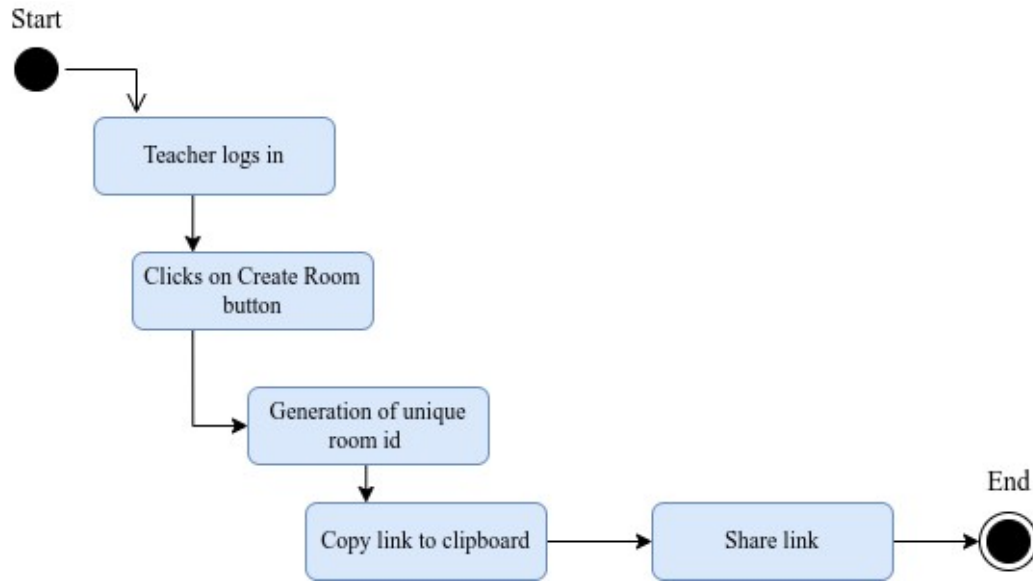 Start
Teacher logs in
Clicks on Create Room
button
Generation of unique
room id
Copy link to clipboard
Share link
End